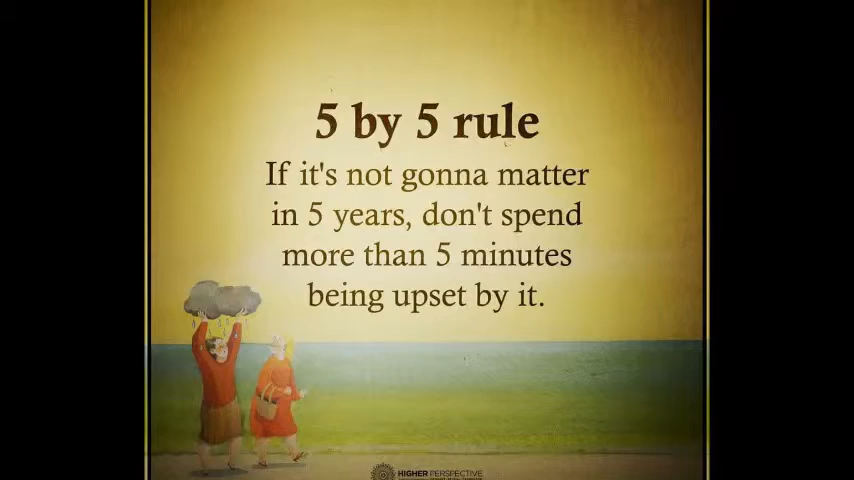 5 by 5 rule
If it's not gonna matter
in 5 years, don't spend
more than 5 minutes
being upset by it.
HIGHER PERSPECTIVE